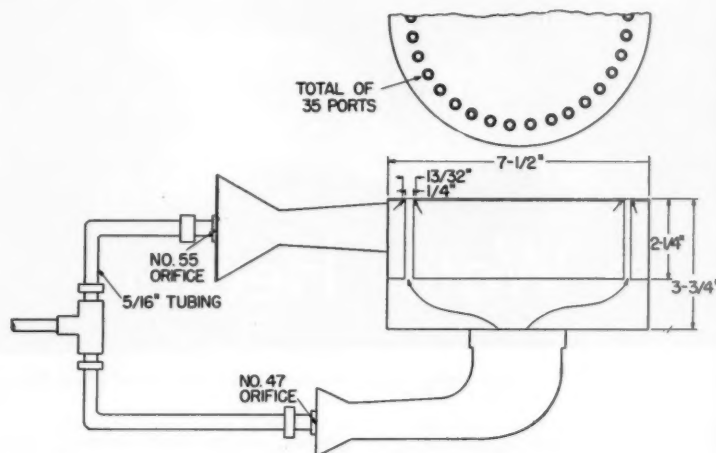 TOTAL OF
35 PORTS
7-1/2"
13/32"
1/4"
NO. 55
ORIFICE
2-1/4"
3-3/4"
5/16" TUBING
NO. 47
ORIFICE